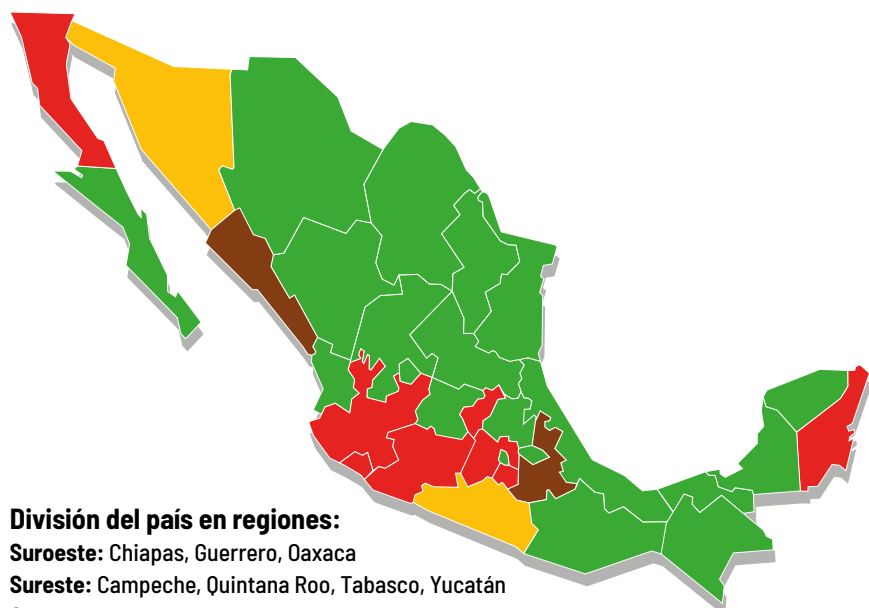 División del país en regiones:
Suroeste: Chiapas, Guerrero, Oaxaca
Sureste: Campeche, Quintana Roo, Tabasco, Yucatán